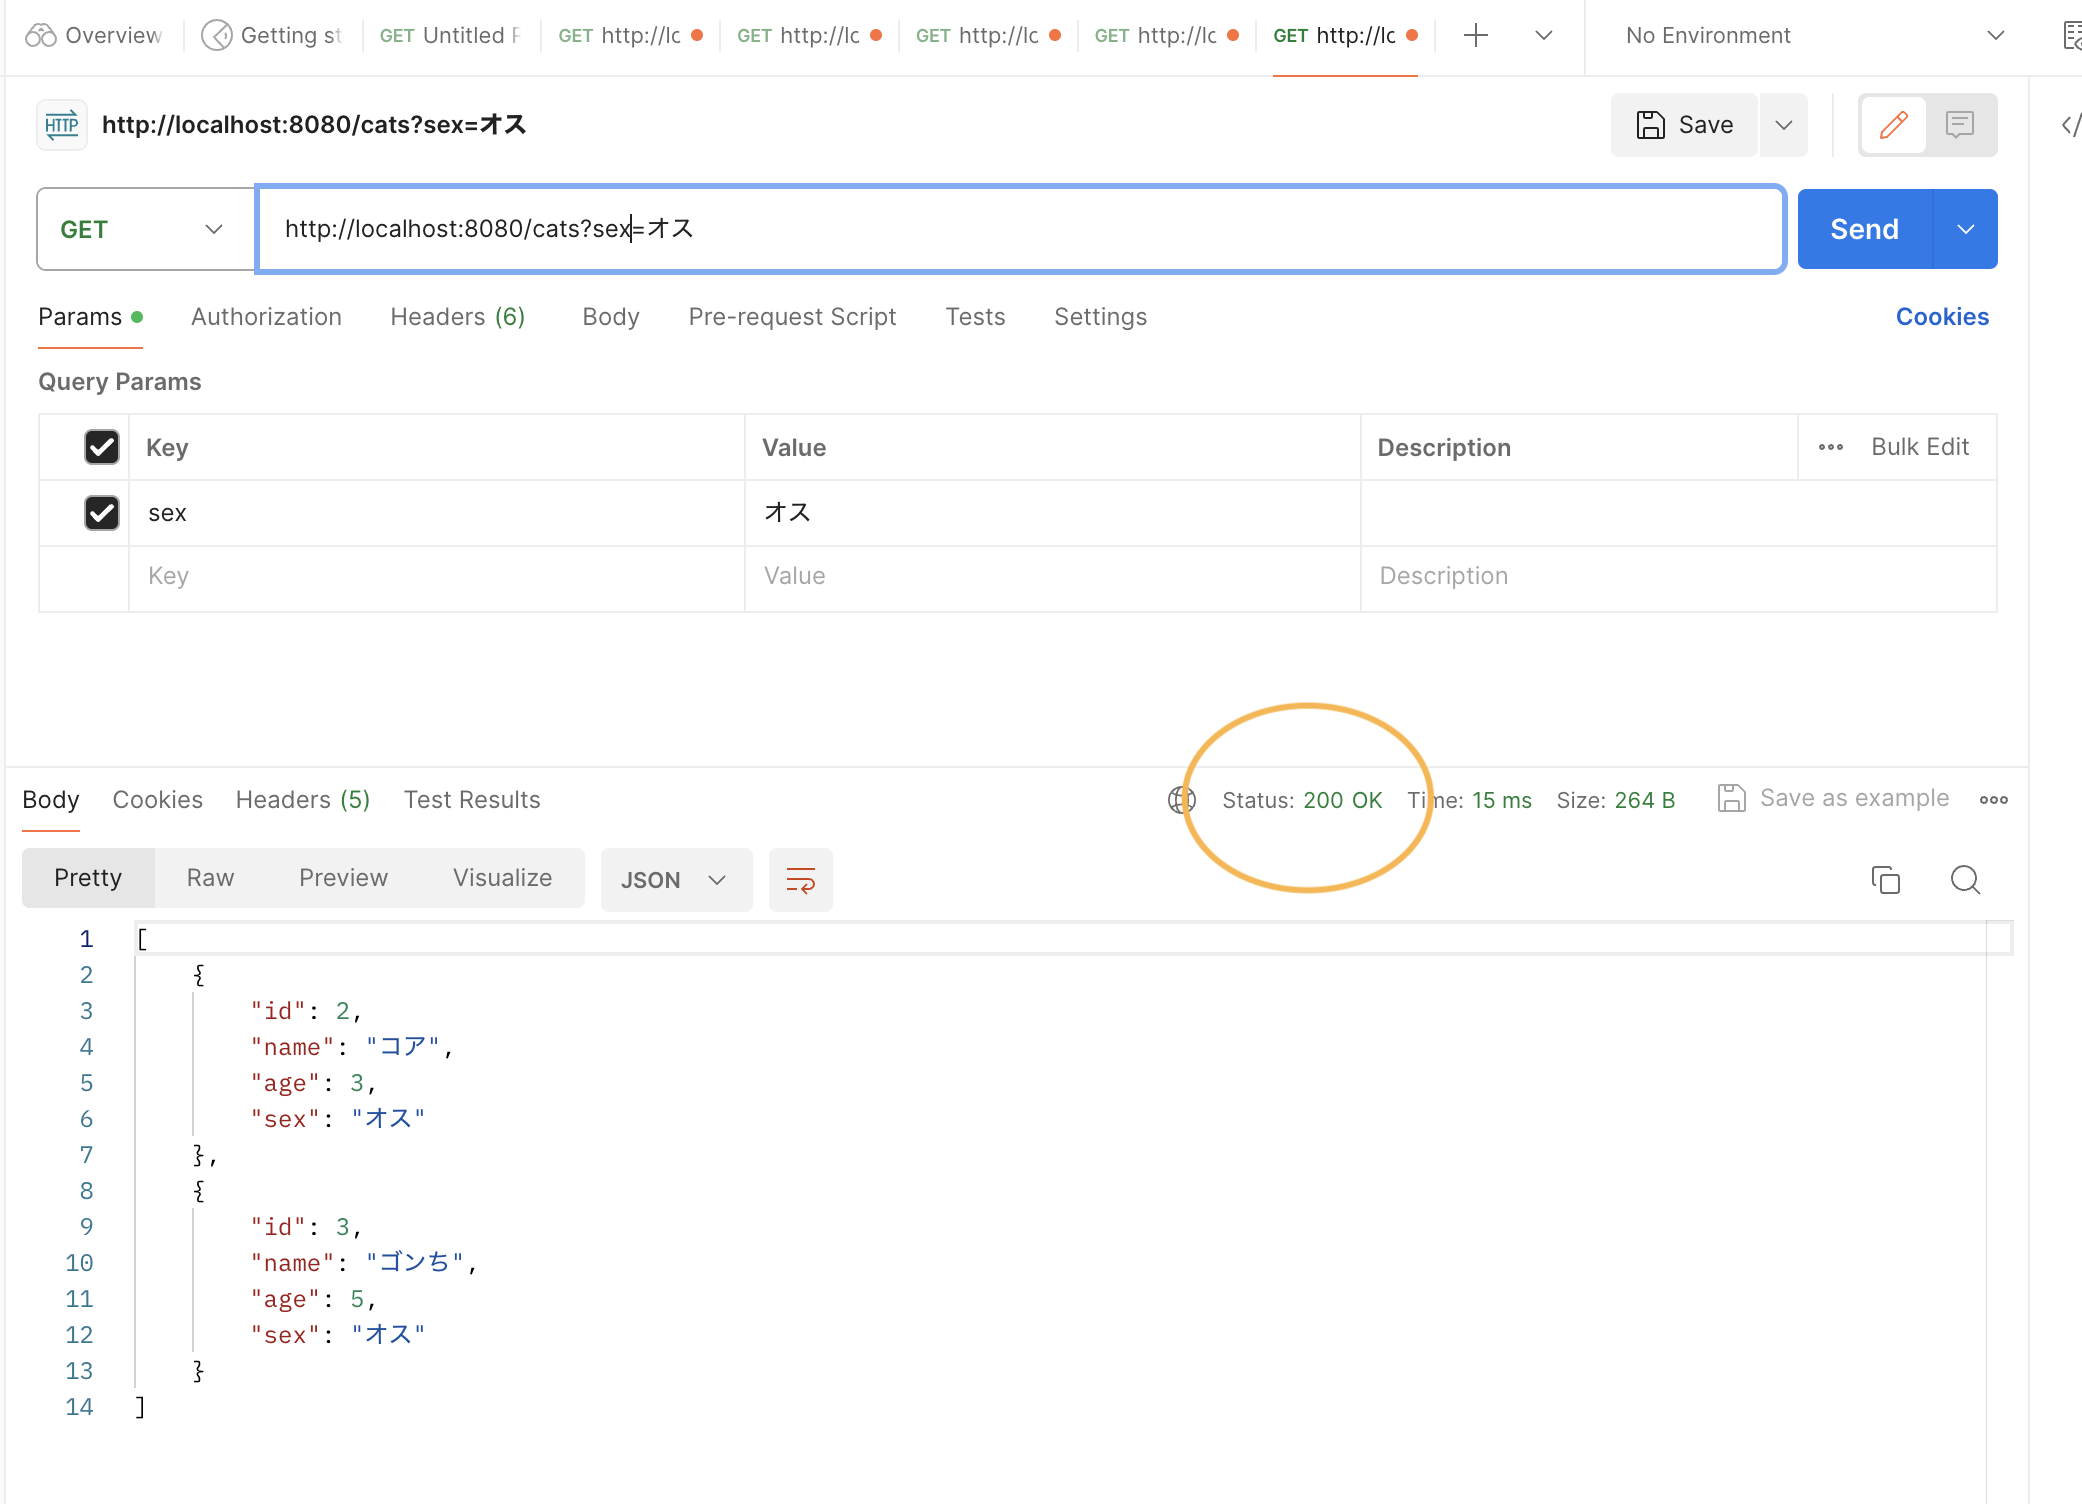 Overview
Getting st
GET Untitled
GET http://lc
GET http://lc
GET http://lc
GET http://lc
GET http://lc
No Environment
HTTP
http://localhost:8080/cats?sex=オス
Save
GET
http://localhost:8080/cats?sex=オス
Send
Params
Authorization
Headers (6)
Body
Pre-request Script
Tests
Settings
Cookies
Query Params
Key
Value
Description
Bulk Edit
sex
オス
Key
Value
Description
Body
Cookies
Headers (5)
Test Results
Status: 200 OK
Time: 15 ms
Size: 264 B
Save as example
Pretty
Raw
Preview
Visualize
JSON
1 [
2 {
3 "id": 2,
4 "name": "コア",
5 "age": 3,
6 "sex": "オス"
7 },
8 {
9 "id": 3,
10 "name": "ゴンち",
11 "age": 5,
12 "sex": "オス"
13 }
14 ]